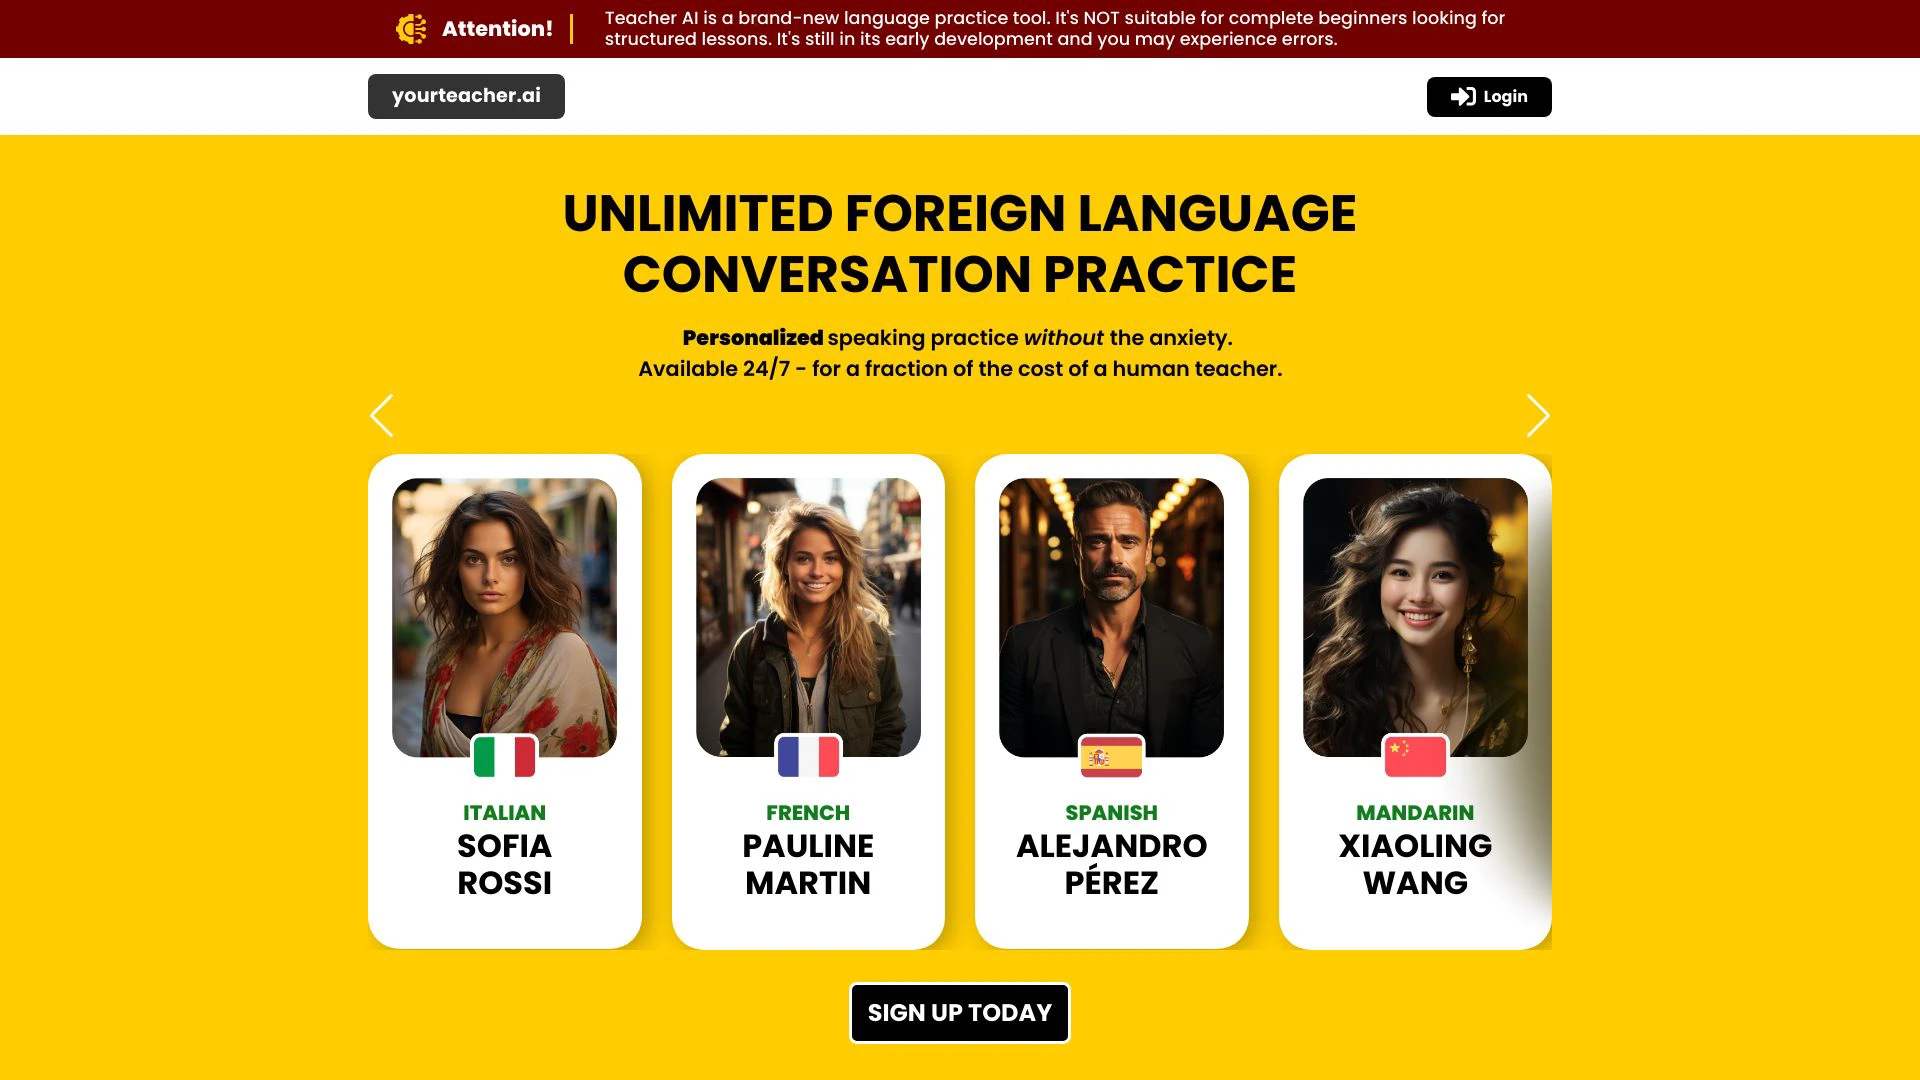 Attention!
Teacher AI is a brand-new language practice tool. It's NOT suitable for complete beginners looking for
structured lessons. It's still in its early development and you may experience errors.
yourteacher.ai
Login
UNLIMITED FOREIGN LANGUAGE
CONVERSATION PRACTICE
Personalized speaking practice without the anxiety.
Available 24/7 - for a fraction of the cost of a human teacher.
ITALIAN
SOFIA
ROSSI
FRENCH
PAULINE
MARTIN
SPANISH
ALEJANDRO
PÉREZ
MANDARIN
XIAOLING
WANG
SIGN UP TODAY